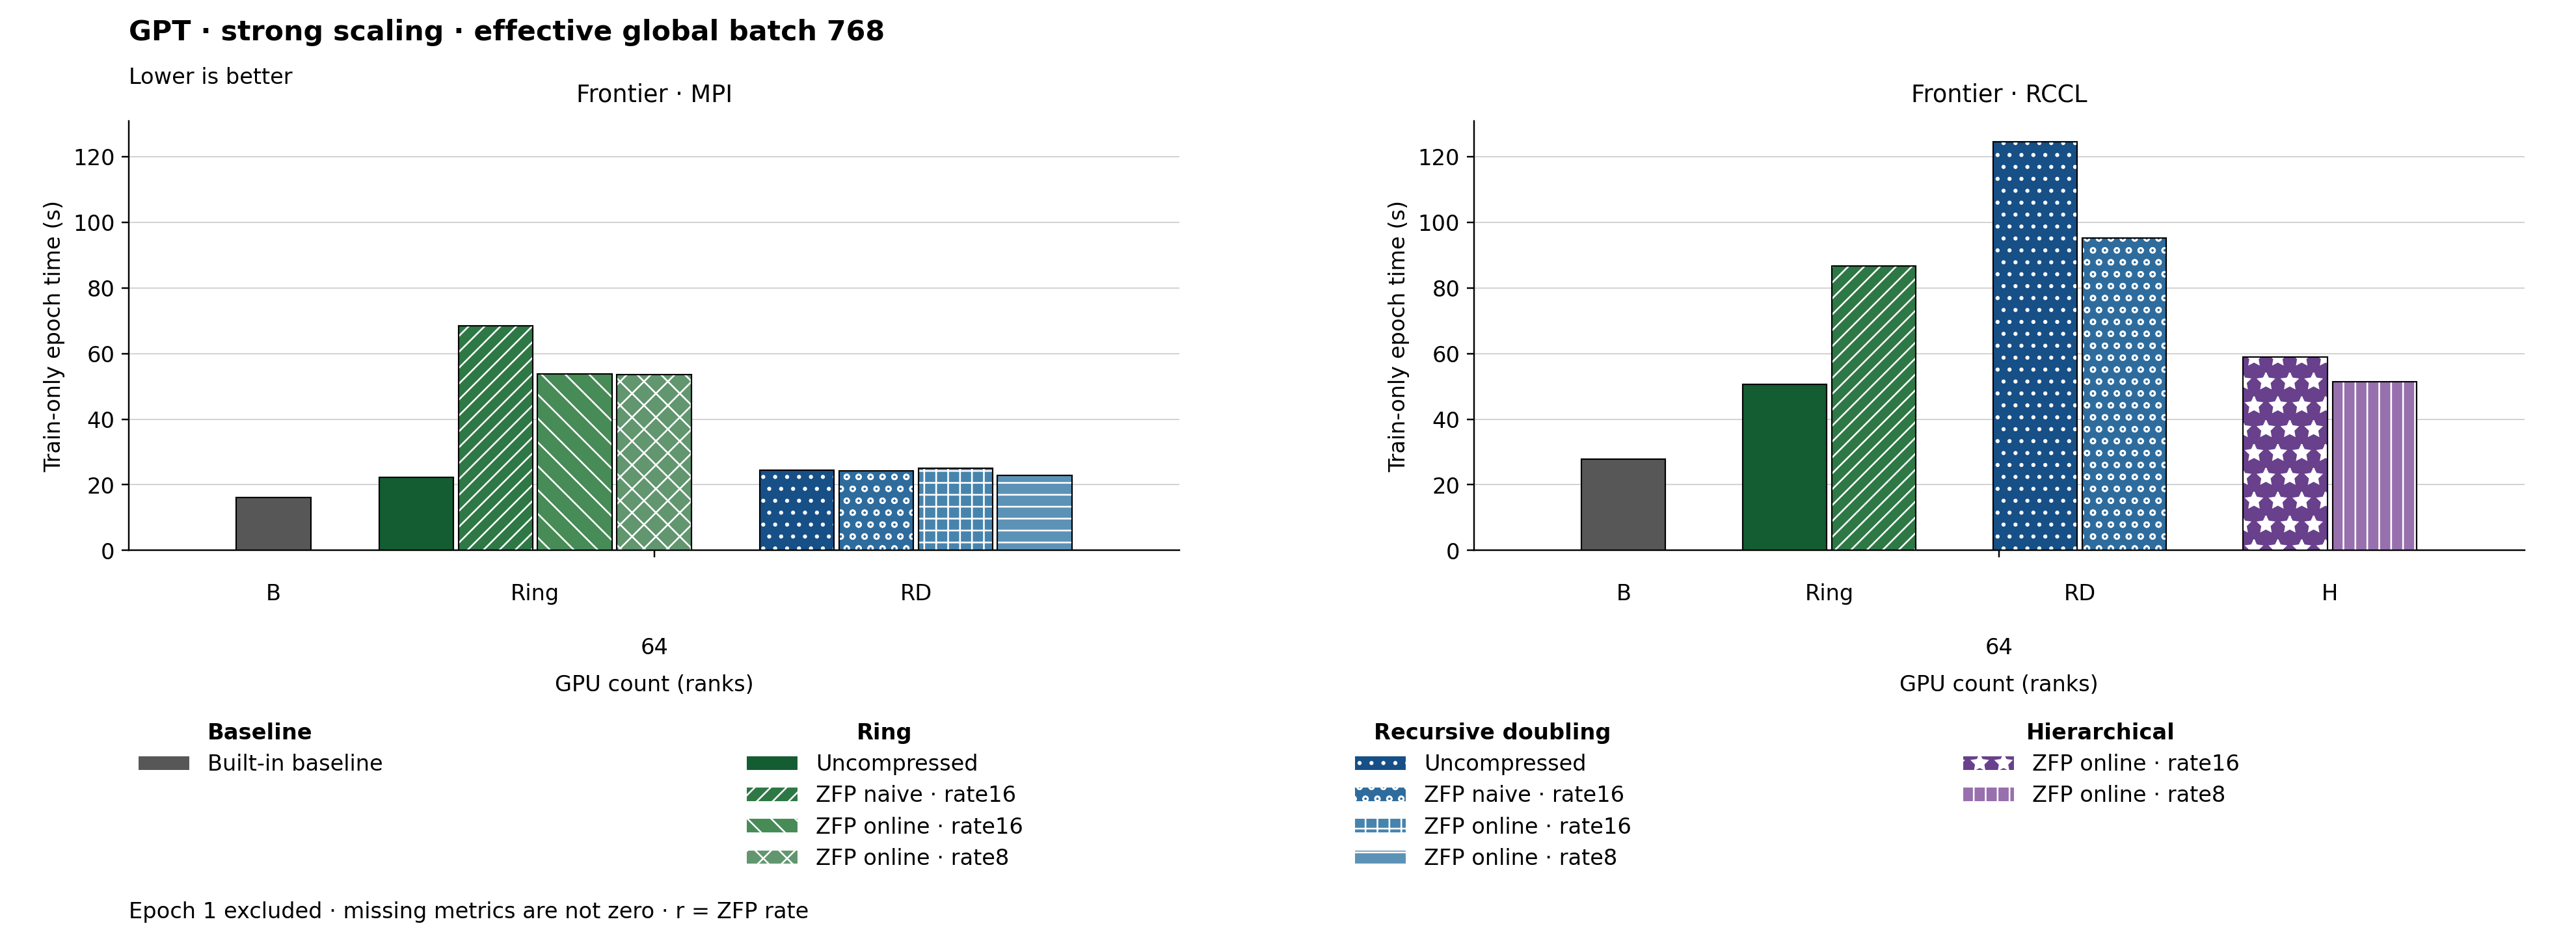 GPT · strong scaling · effective global batch 768
Lower is better
Frontier · MPI
Train-only epoch time (s)
120
100
80
60
40
20
0
B Ring RD
64
GPU count (ranks)
Frontier · RCCL
Train-only epoch time (s)
120
100
80
60
40
20
0
B Ring RD H
64
GPU count (ranks)
Baseline
Built-in baseline
Ring
Uncompressed
ZFP naive · rate16
ZFP online · rate16
ZFP online · rate8
Recursive doubling
Uncompressed
ZFP naive · rate16
ZFP online · rate16
ZFP online · rate8
Hierarchical
ZFP online · rate16
ZFP online · rate8
Epoch 1 excluded · missing metrics are not zero · r = ZFP rate